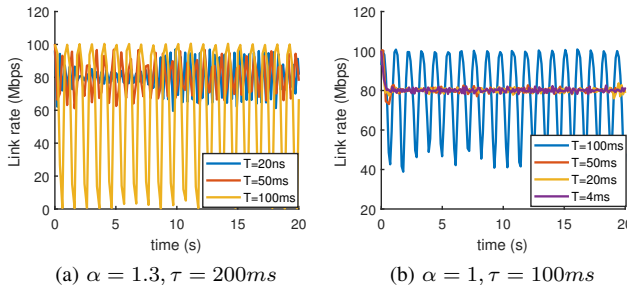 120
100
80
60
40
20
0
Link rate (Mbps)
T=20ns
T=50ms
T=100ms
0 5 10 15 20
time (s)
(a) α = 1.3, τ = 200ms
120
100
80
60
40
20
Link rate (Mbps)
T=100ms
T=50ms
T=20ms
T=4ms
0 5 10 15 20
time (s)
(b) α = 1, τ = 100ms